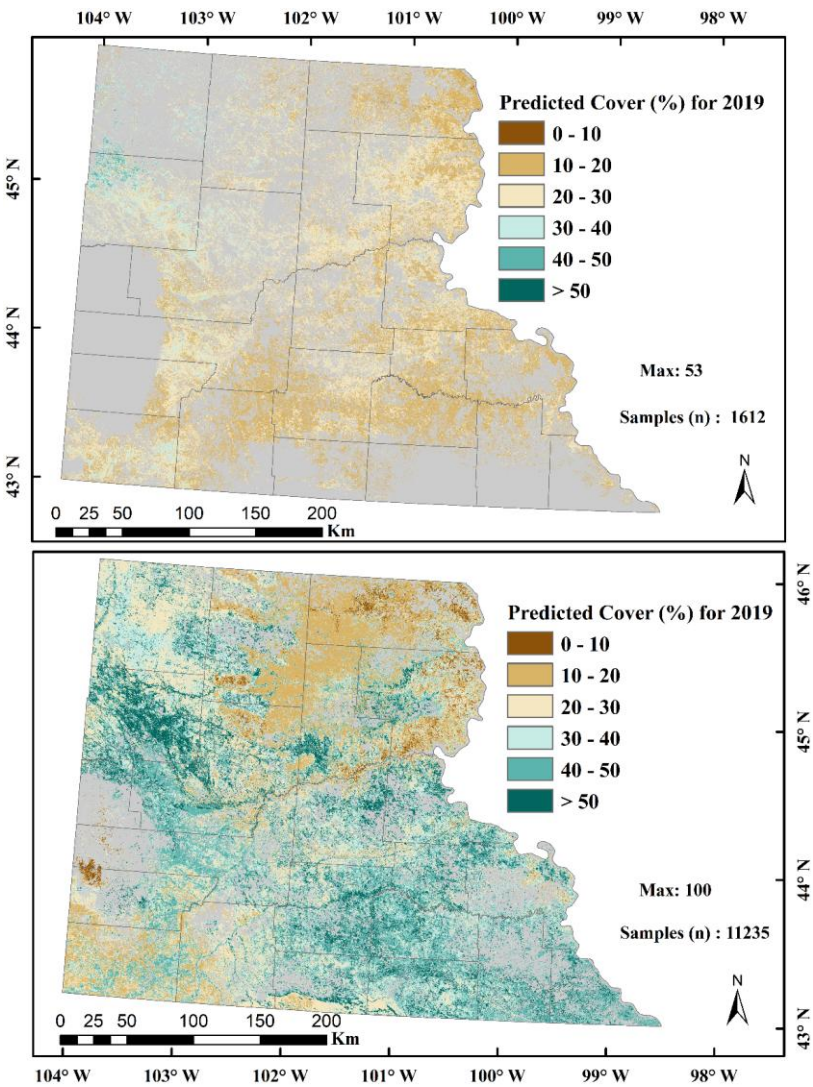 104° W 103° W 102° W 101° W 100° W 99° W 98° W
Predicted Cover (%) for 2019
0 - 10
10 - 20
20 - 30
30 - 40
40 - 50
> 50
45° N
44° N
43° N
Max: 53
Samples (n) : 1612
N
0 25 50 100 150 200
Km
46° N
Predicted Cover (%) for 2019
0 - 10
10 - 20
20 - 30
30 - 40
40 - 50
> 50
45° N
44° N
43° N
Max: 100
Samples (n) : 11235
N
0 25 50 100 150 200
Km
104° W 103° W 102° W 101° W 100° W 99° W 98° W